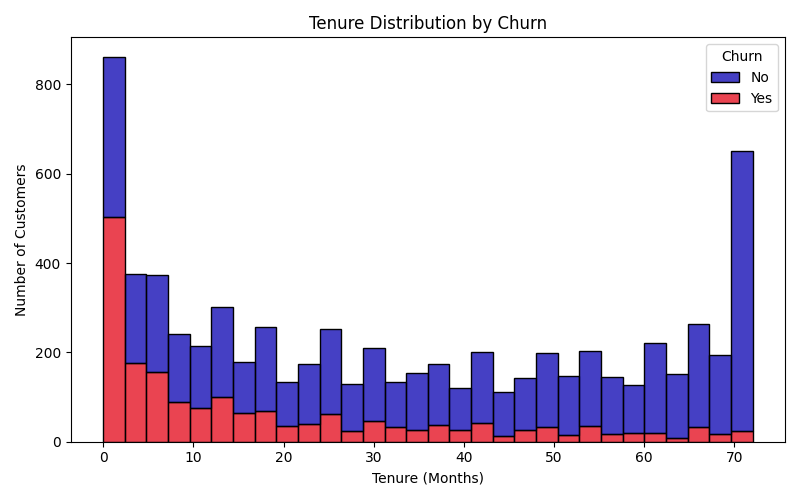 Tenure Distribution by Churn
Churn
No
Yes
Number of Customers
800
600
400
200
0
0 10 20 30 40 50 60 70
Tenure (Months)